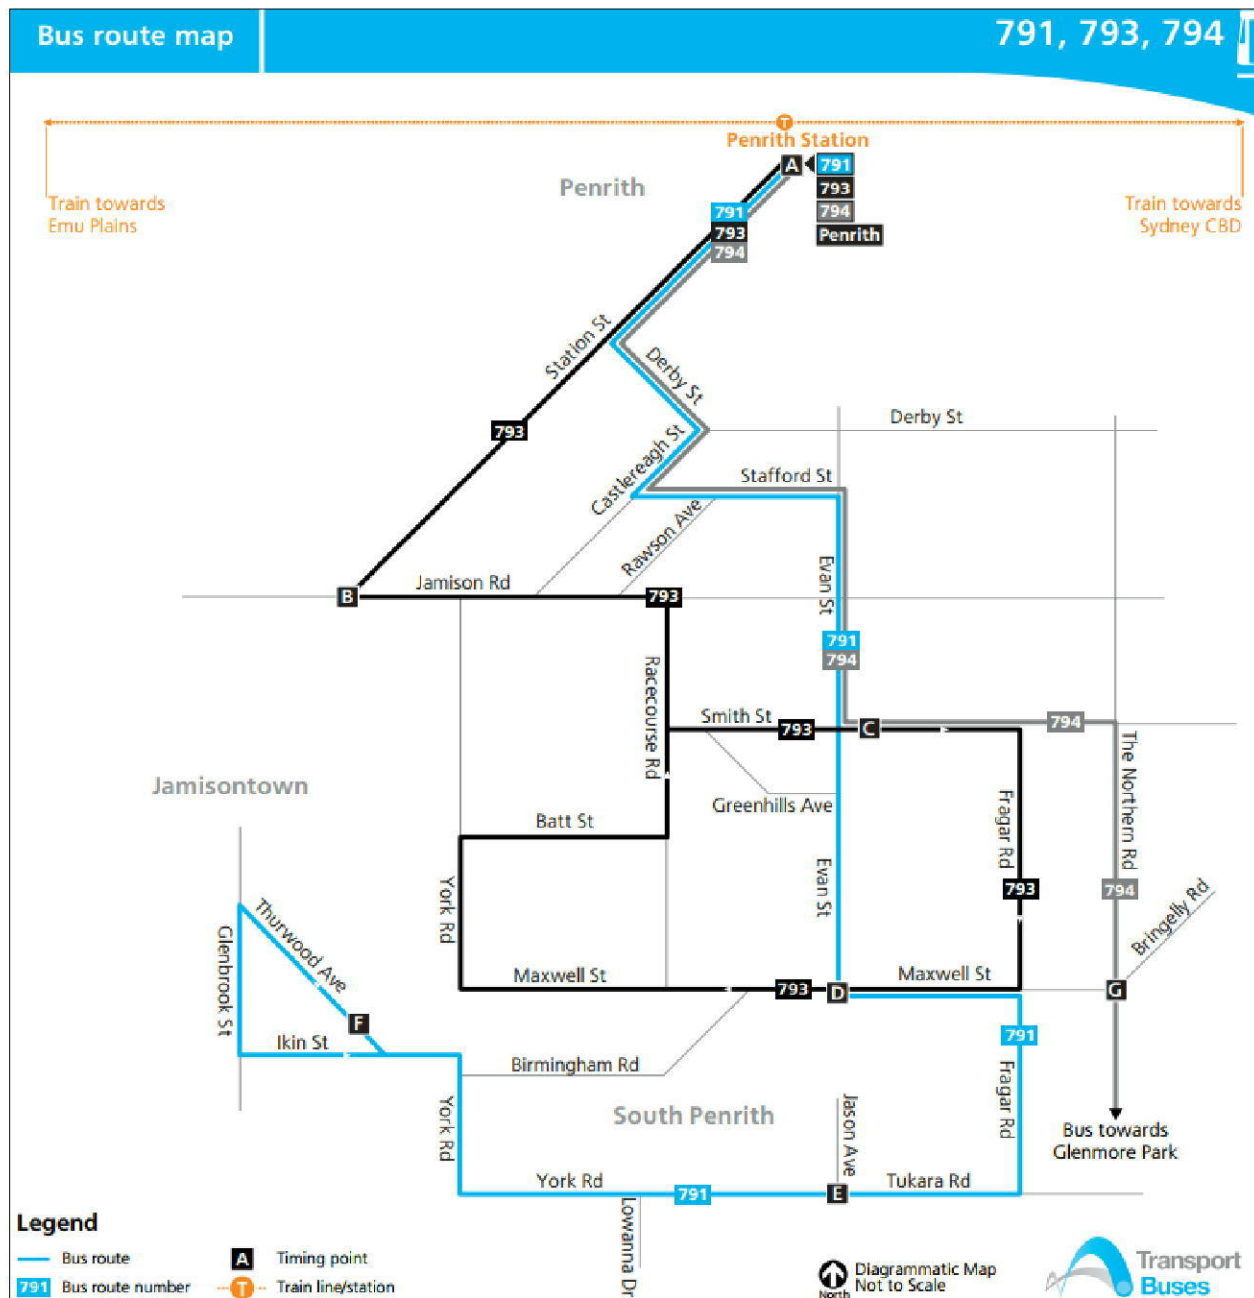 Bus route map
791, 793, 794
T
Penrith Station
A
791
793
794
Penrith
Penrith
Train towards
Emu Plains
Train towards
Sydney CBD
791
793
794
Station St
Derby St
793
Castlereagh St
Derby St
Stafford St
Rawson Ave
Evan St
B
Jamison Rd
793
791
794
Racecourse Rd
Smith St
793
C
794
The Northern Rd
Jamisontown
Greenhills Ave
Fragar Rd
Batt St
Evan St
York Rd
793
794
Bringelly Rd
Thurwood Ave
Glenbrook St
Maxwell St
793
D
Maxwell St
G
F
Ikin St
791
Birmingham Rd
Fragar Rd
York Rd
South Penrith
Jason Ave
Bus towards
Glenmore Park
York Rd
791
E
Tukara Rd
Lowanna Dr
Legend
Bus route
A Timing point
791 Bus route number
T Train line/station
North
Diagrammatic Map
Not to Scale
Transport
Buses